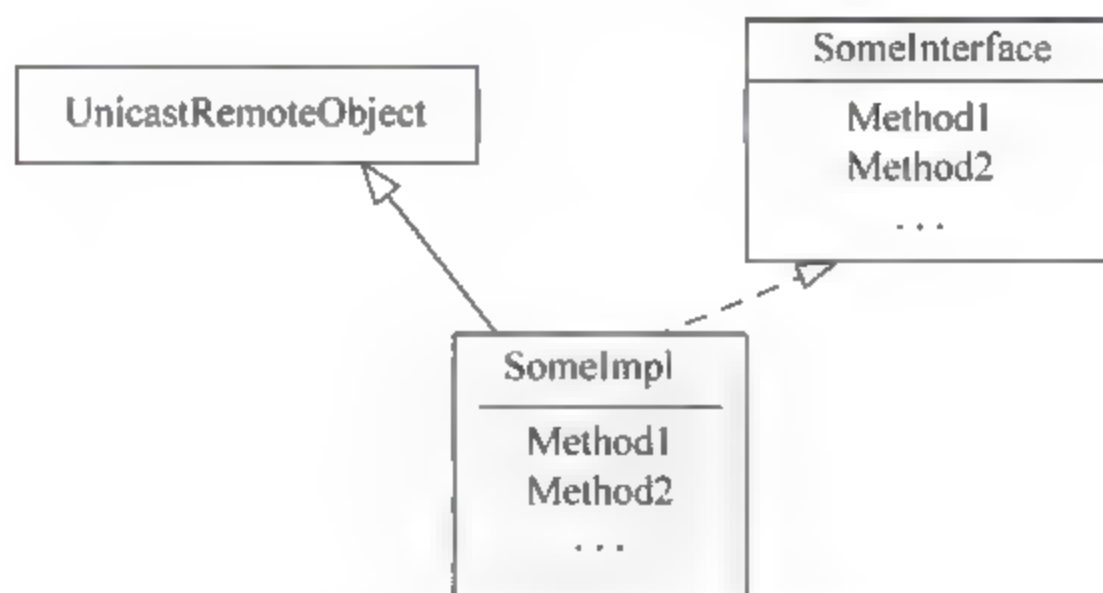 UnicastRemoteObject
SomeInterface
Method1
Method2
...
SomeImpl
Method1
Method2
...